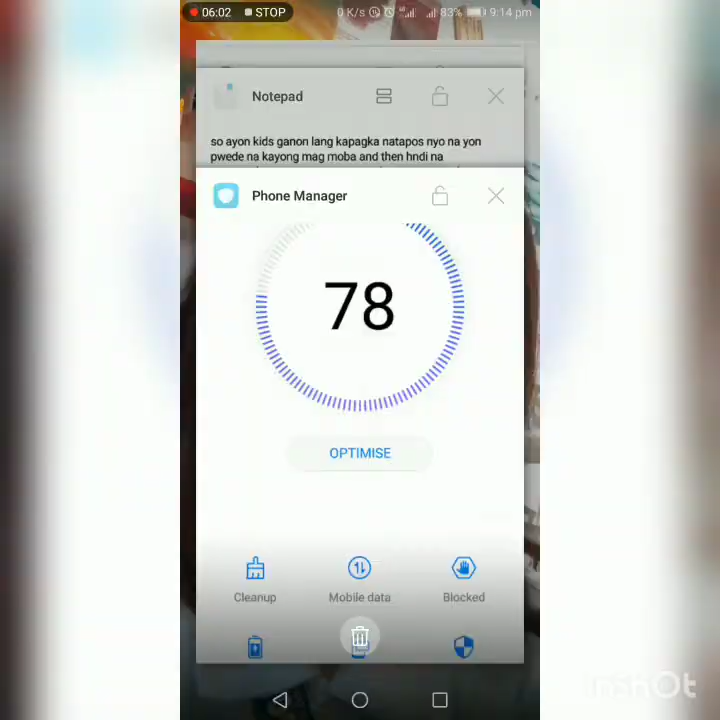 06:02 STOP 0 K/s 83% 9:14 pm
Notepad
so ayon kids ganon lang kapagka natapos nyo na yon
pwede na kayong mag moba and then hndi na
Phone Manager
78
OPTIMISE
Cleanup Mobile data Blocked
InShOt